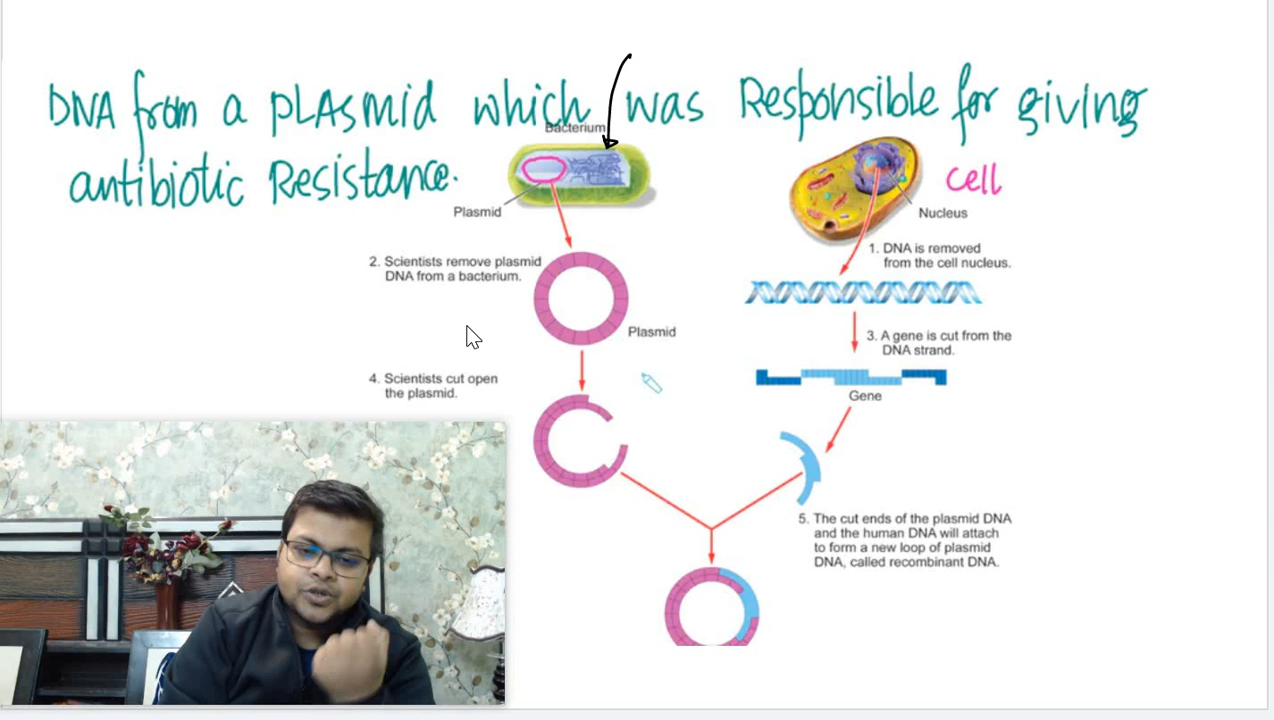 DNA from a PLASMID which was Responsible for giving
antibiotic Resistance.
Bacterium
cell
Plasmid
Nucleus
1. DNA is removed
from the cell nucleus.
2. Scientists remove plasmid
DNA from a bacterium.
Plasmid
3. A gene is cut from the
DNA strand.
4. Scientists cut open
the plasmid.
Gene
5. The cut ends of the plasmid DNA
and the human DNA will attach
to form a new loop of plasmid
DNA, called recombinant DNA.